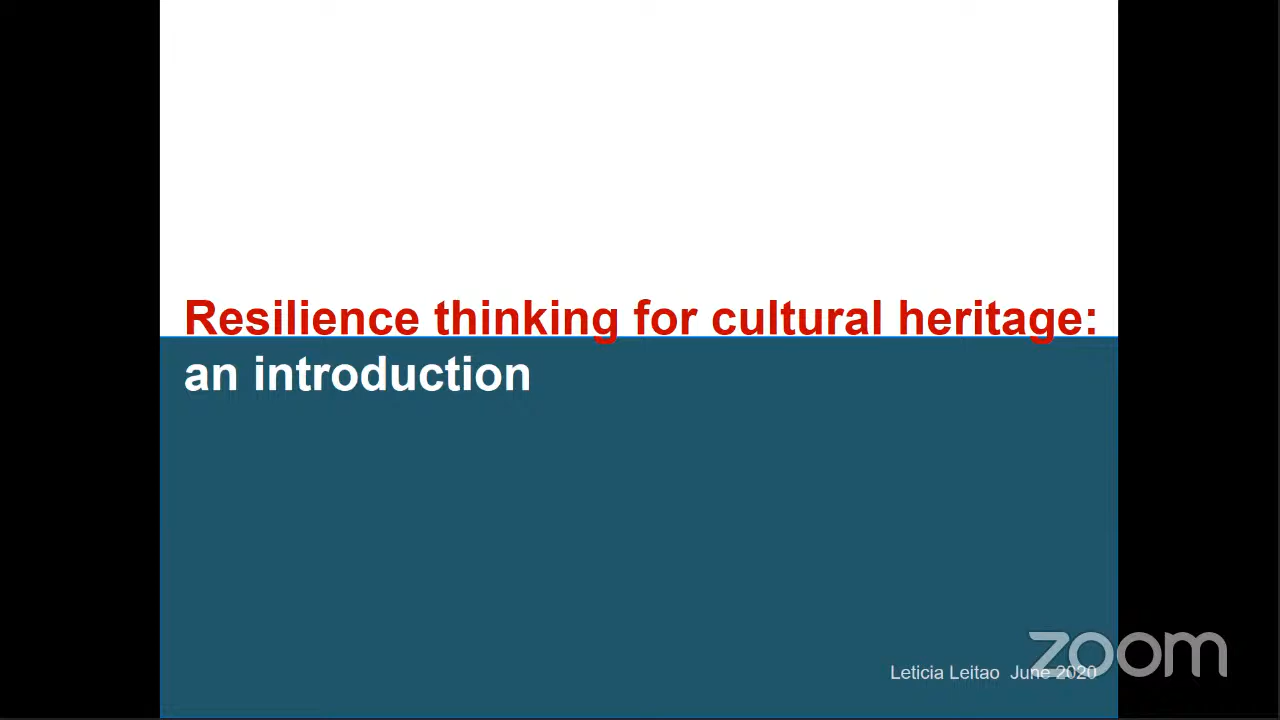 Resilience thinking for cultural heritage:
an introduction
Leticia Leitao June 2020
zoom